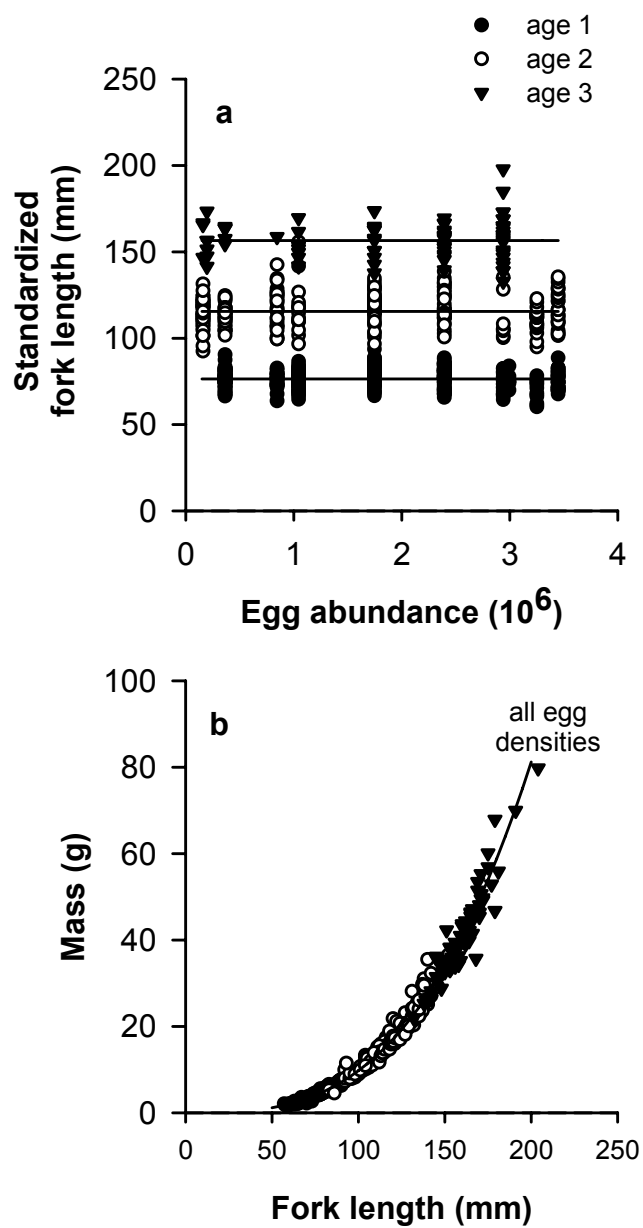 age 1
age 2
age 3
a
250
200
150
100
50
0
Standardized
fork length (mm)
0 1 2 3 4
Egg abundance (10⁶)
b
all egg
densities
100
80
60
40
20
0
Mass (g)
0 50 100 150 200 250
Fork length (mm)